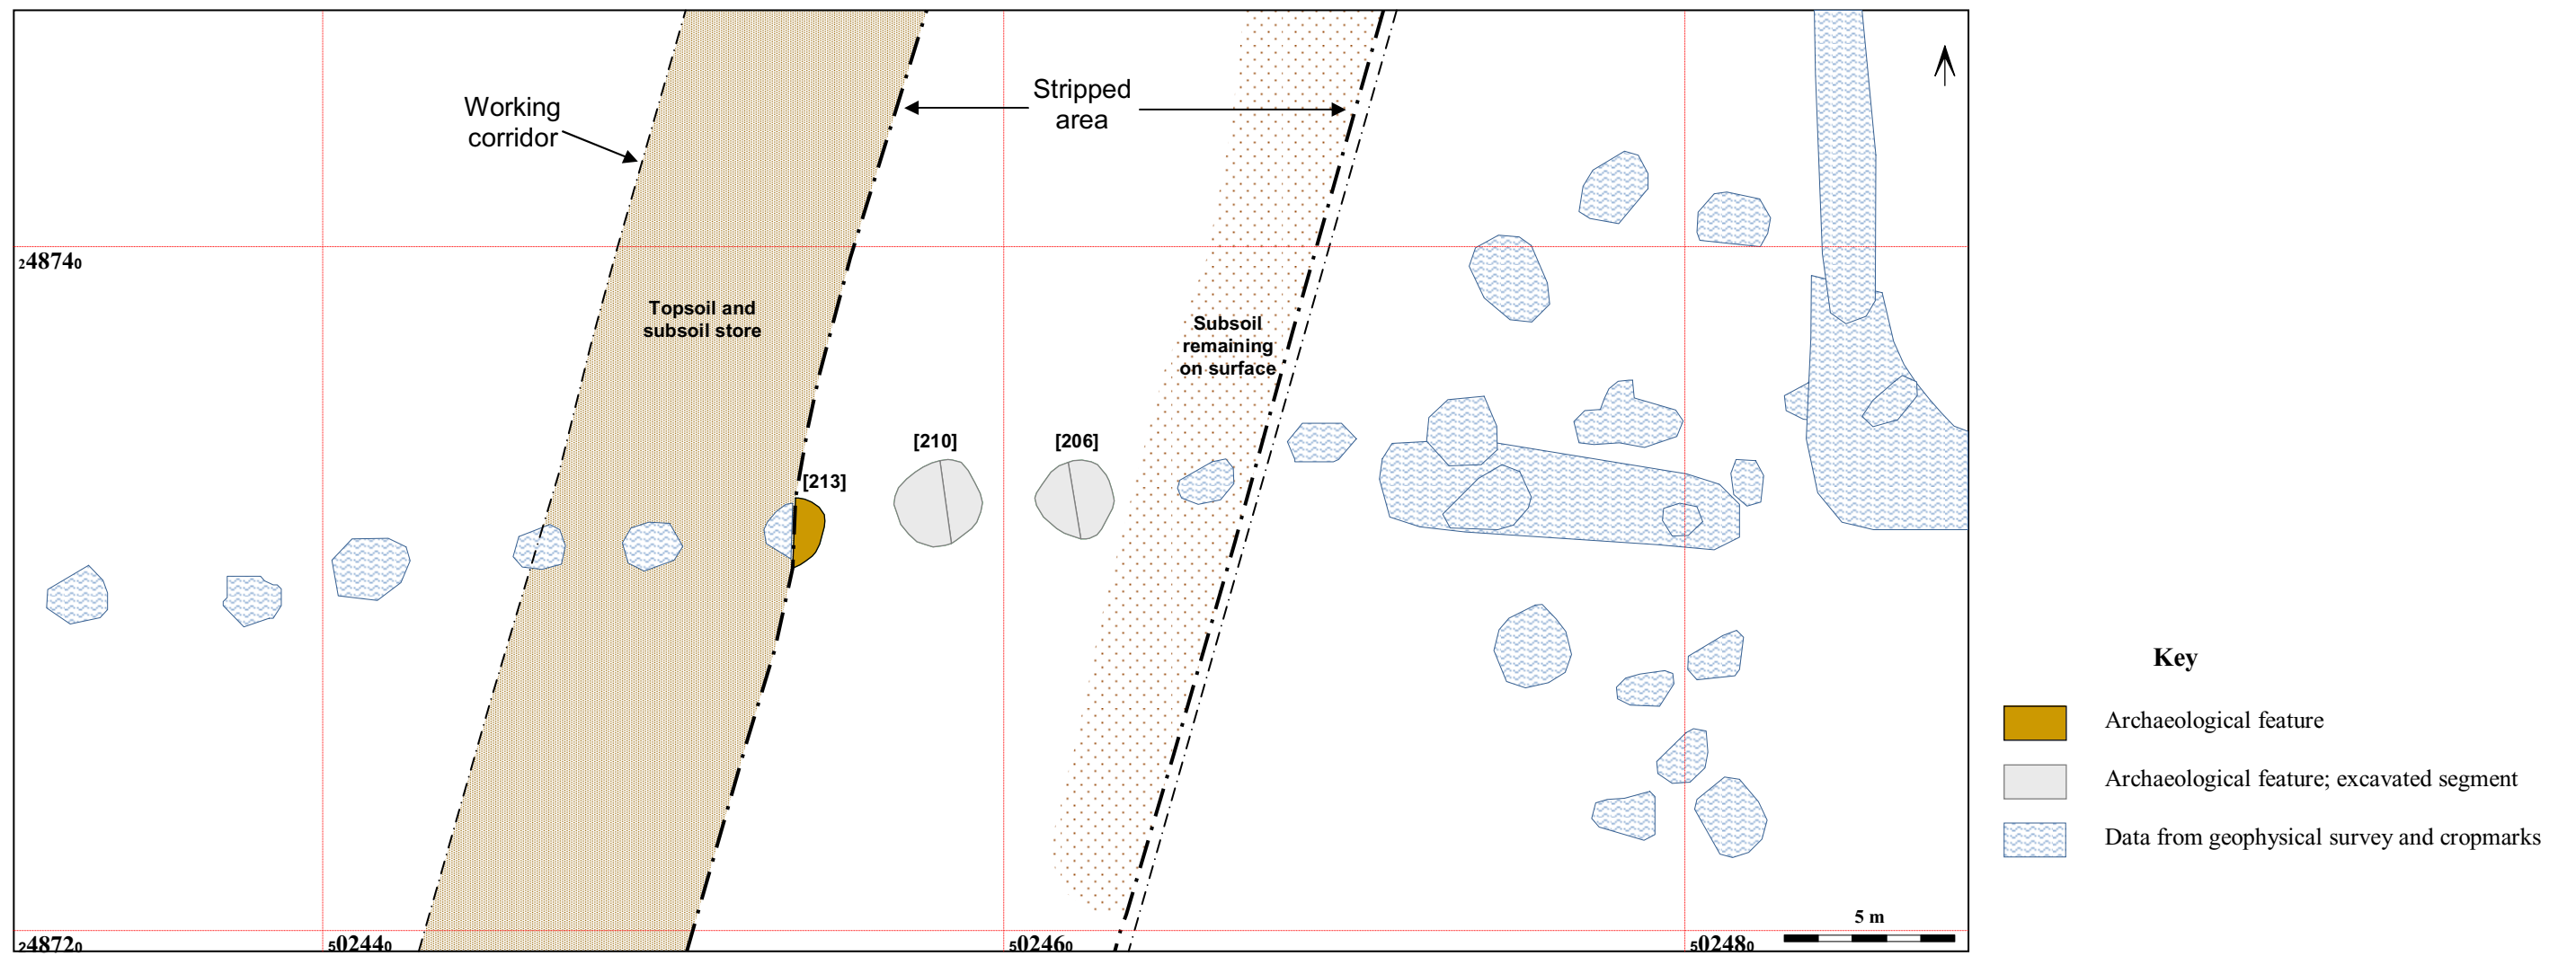 Working
corridor
Stripped
area
248740
Topsoil and
subsoil store
Subsoil
remaining
on surface
[210]
[206]
[213]
248720
502440
502460
502480
5 m
Key
Archaeological feature
Archaeological feature; excavated segment
Data from geophysical survey and cropmarks